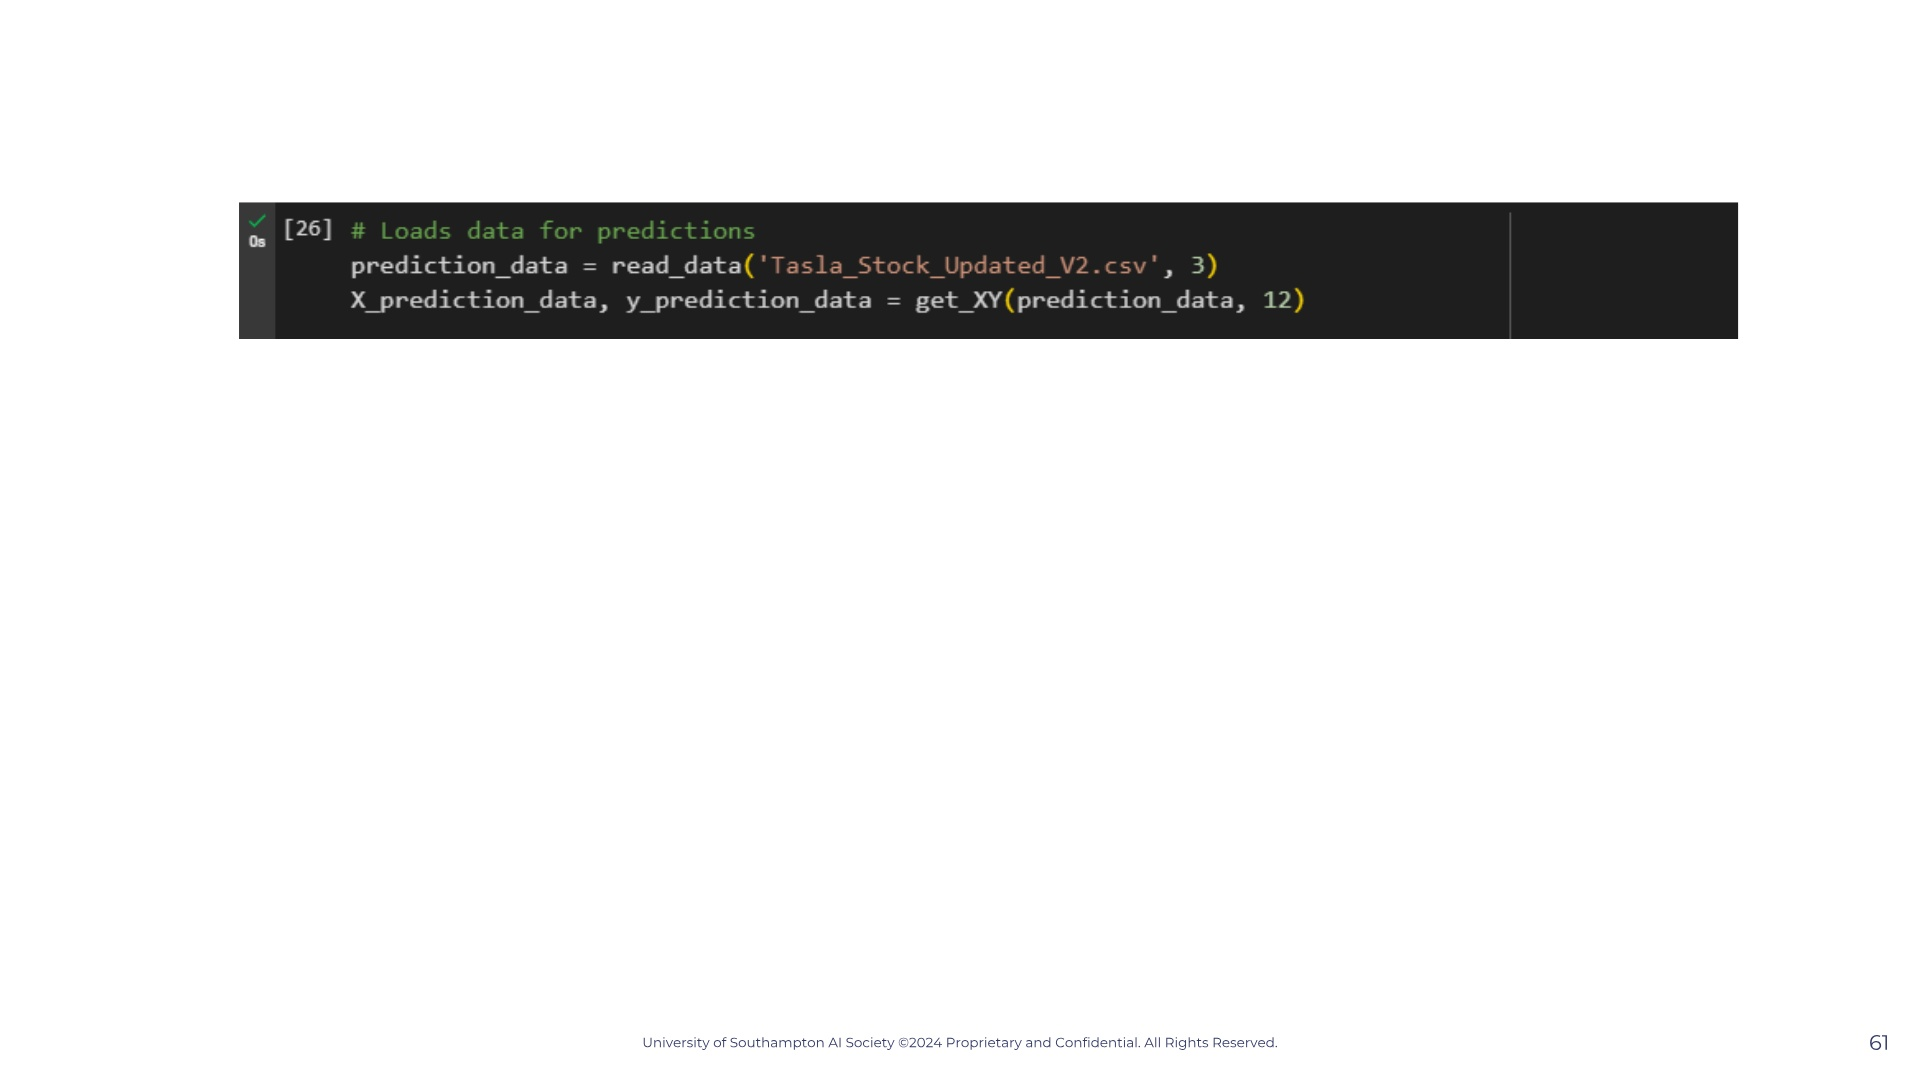 [26] # Loads data for predictions
0s
prediction_data = read_data('Tasla_Stock_Updated_V2.csv', 3)
X_prediction_data, y_prediction_data = get_XY(prediction_data, 12)
University of Southampton AI Society ©2024 Proprietary and Confidential. All Rights Reserved.
61